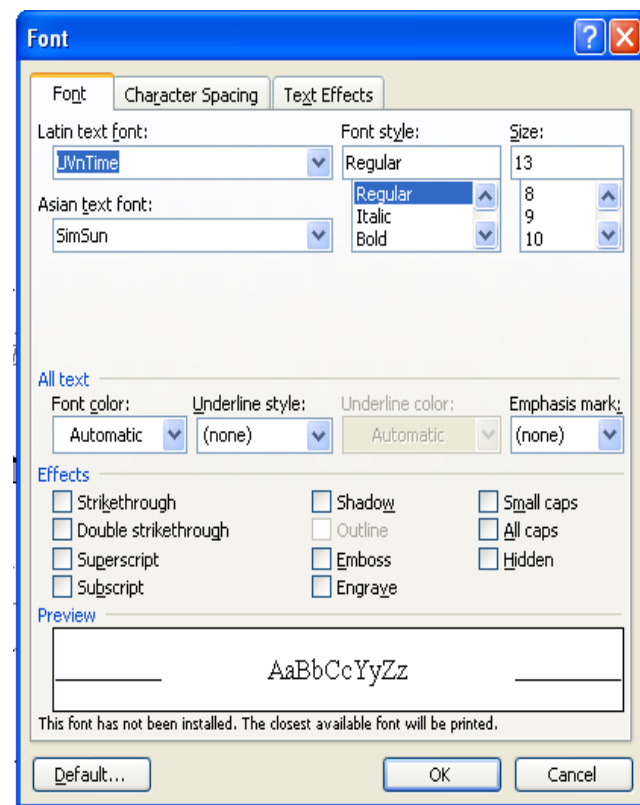 Font
Font Character Spacing Text Effects
Latin text font: Font style: Size:
UVnTime Regular 13
Regular 8
Asian text font: Italic 9
SimSun Bold 10
All text
Font color: Underline style: Underline color: Emphasis mark:
Automatic (none) Automatic (none)
Effects
Strikethrough Shadow Small caps
Double strikethrough Outline All caps
Superscript Emboss Hidden
Subscript Engrave
Preview
AaBbCcYyZz
This font has not been installed. The closest available font will be printed.
Default... OK Cancel